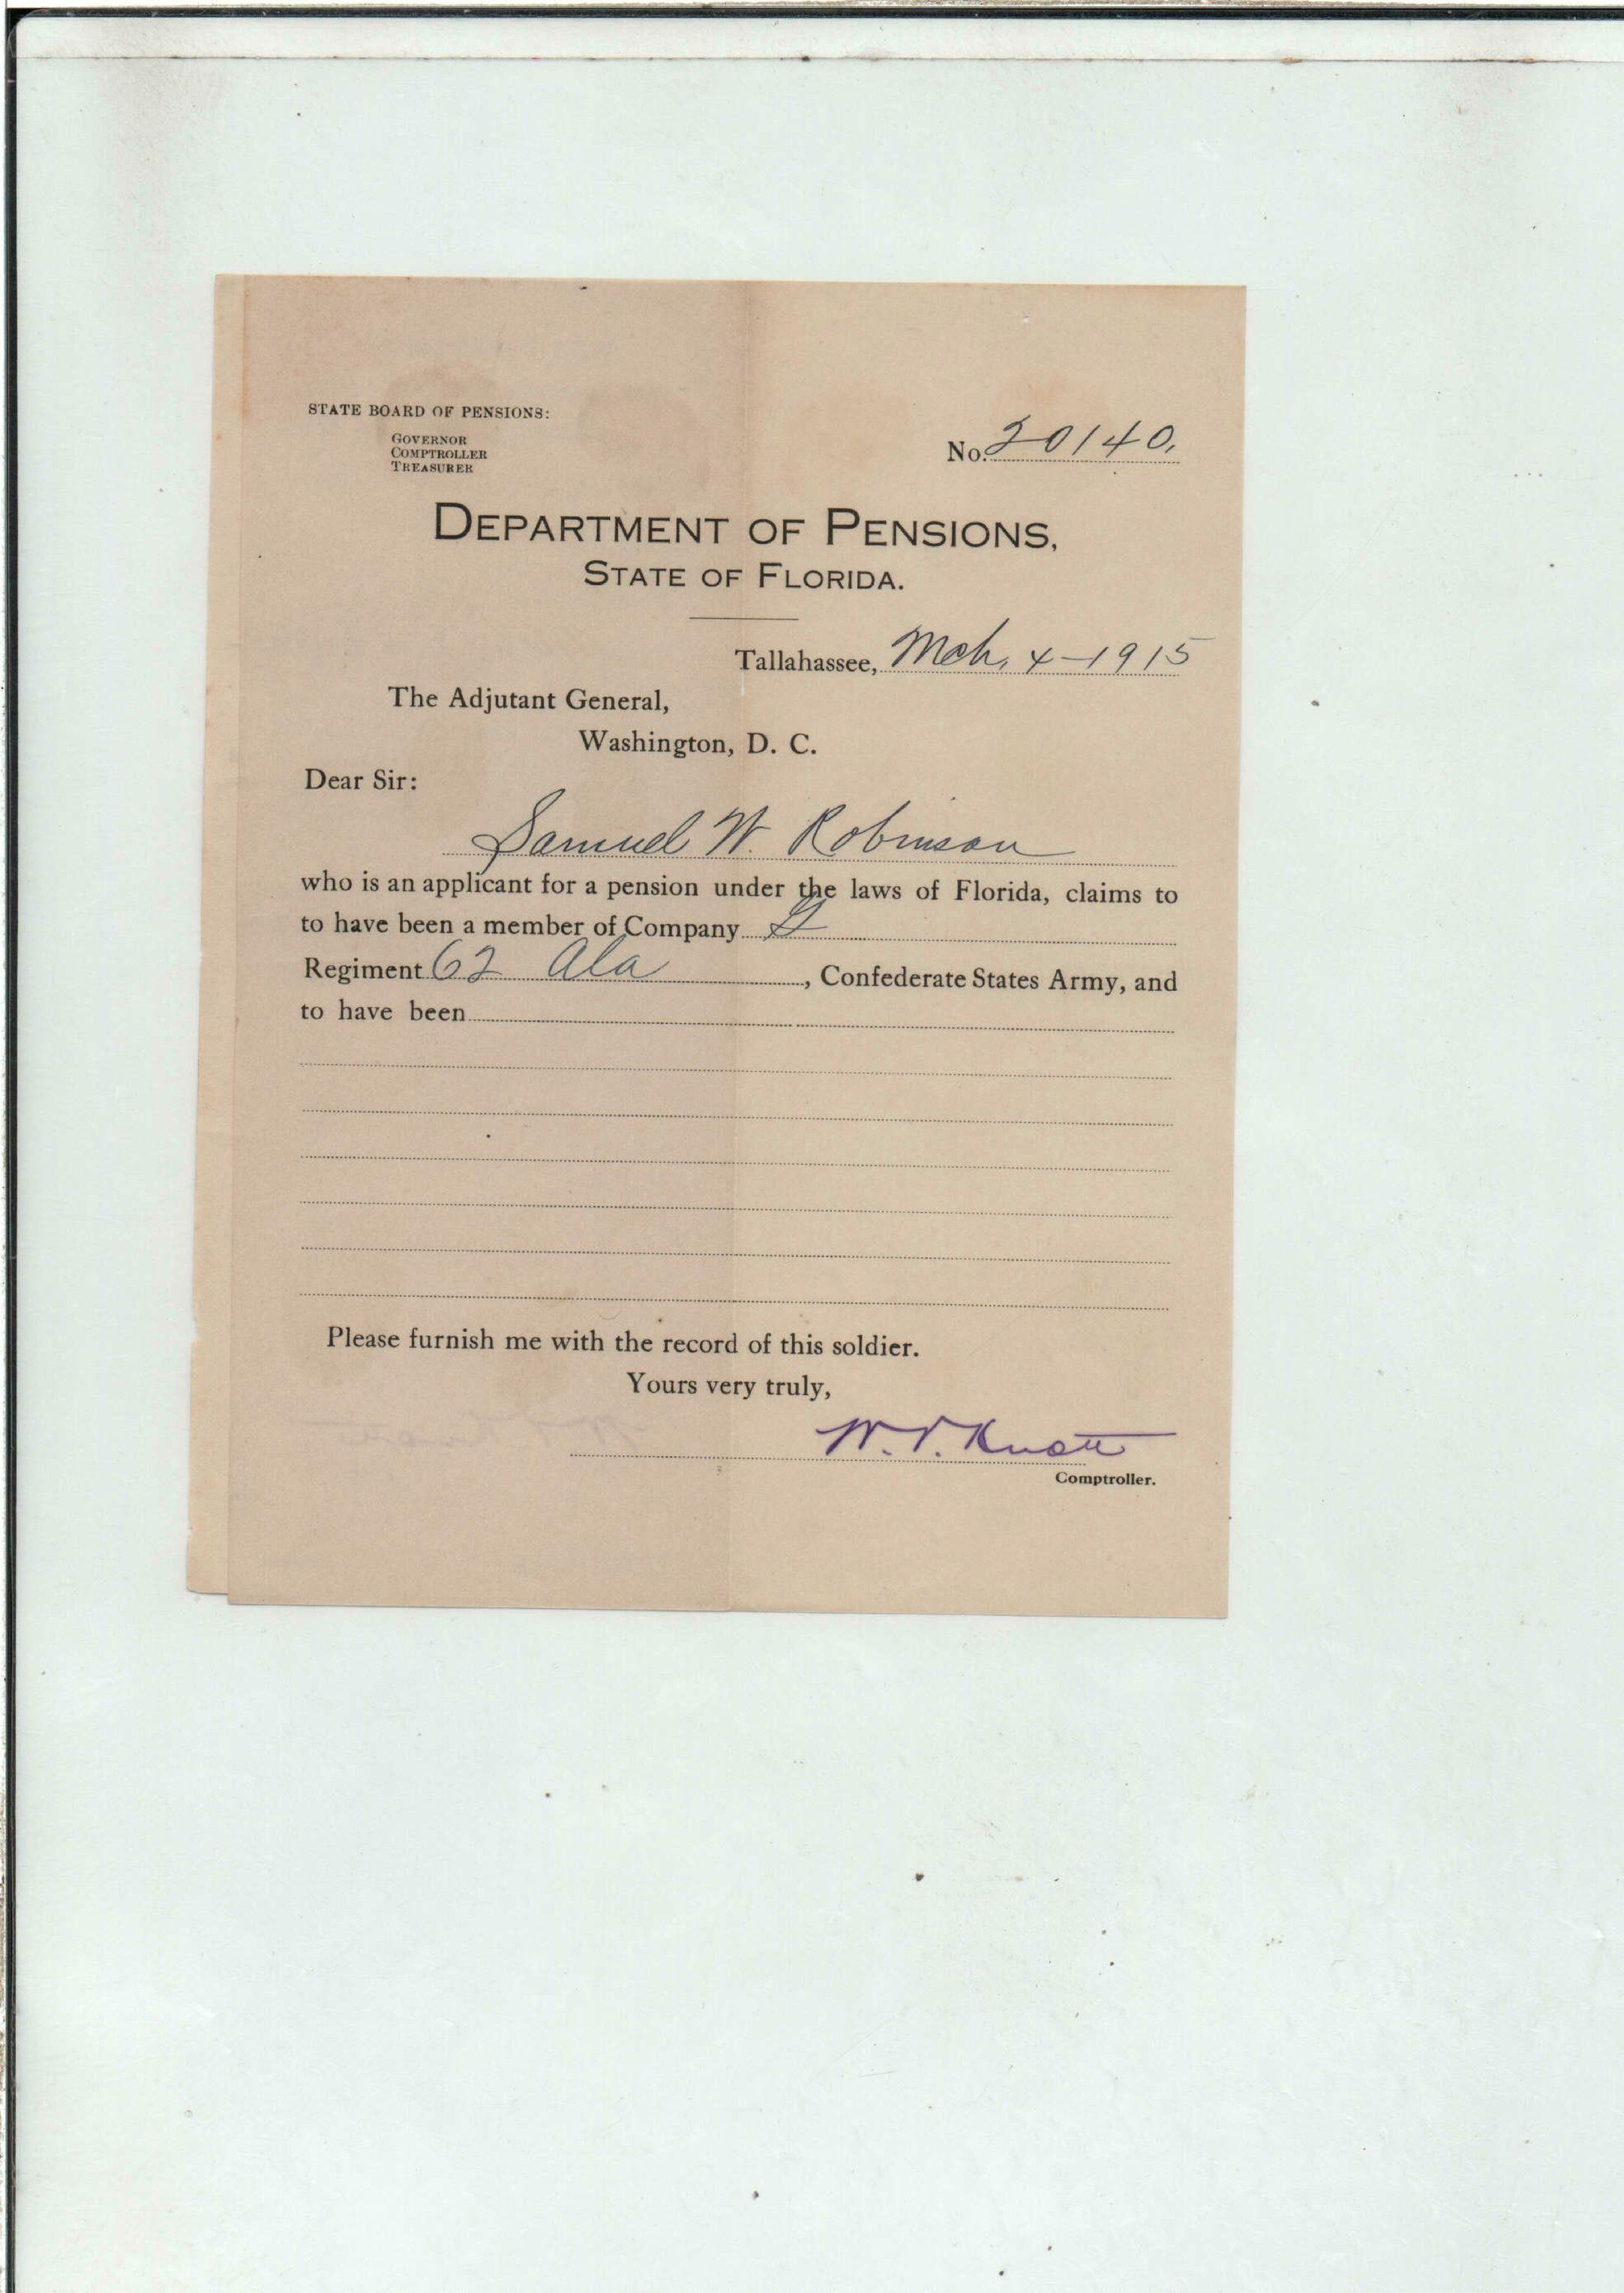 STATE BOARD OF PENSIONS:
GOVERNOR
COMPTROLLER
TREASURER
No. 20140.
DEPARTMENT OF PENSIONS,
STATE OF FLORIDA.
Tallahassee, Mch. 4-1915
The Adjutant General,
Washington, D. C.
Dear Sir:
Samuel W. Robinson
who is an applicant for a pension under the laws of Florida, claims to
to have been a member of Company
Regiment 62 Ala, Confederate States Army, and
to have been
Please furnish me with the record of this soldier.
Yours very truly,
W. V. Knott
Comptroller.